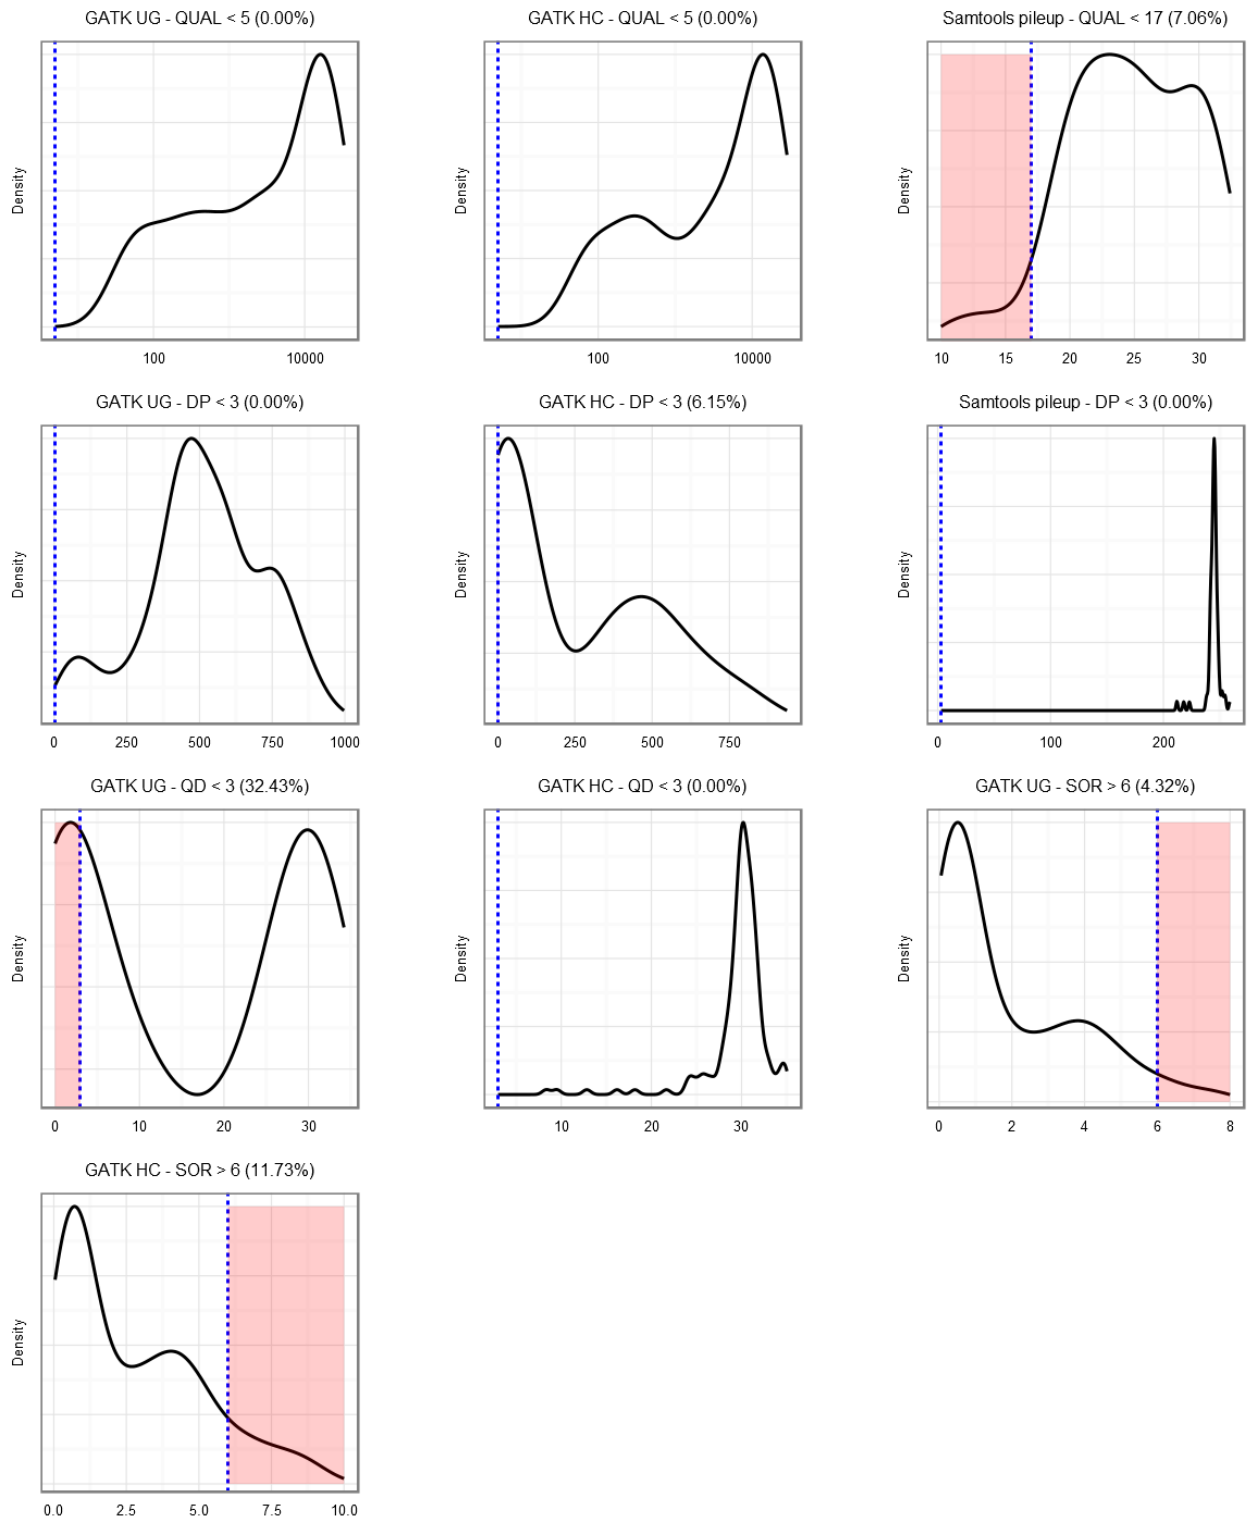 GATK UG - QUAL < 5 (0.00%)
GATK HC - QUAL < 5 (0.00%)
Samtools pileup - QUAL < 17 (7.06%)
Density
Density
Density
100 10000
100 10000
10 15 20 25 30
GATK UG - DP < 3 (0.00%)
GATK HC - DP < 3 (6.15%)
Samtools pileup - DP < 3 (0.00%)
Density
Density
Density
0 250 500 750 1000
0 250 500 750
0 100 200
GATK UG - QD < 3 (32.43%)
GATK HC - QD < 3 (0.00%)
GATK UG - SOR > 6 (4.32%)
Density
Density
Density
0 10 20 30
10 20 30
0 2 4 6 8
GATK HC - SOR > 6 (11.73%)
Density
0.0 2.5 5.0 7.5 10.0